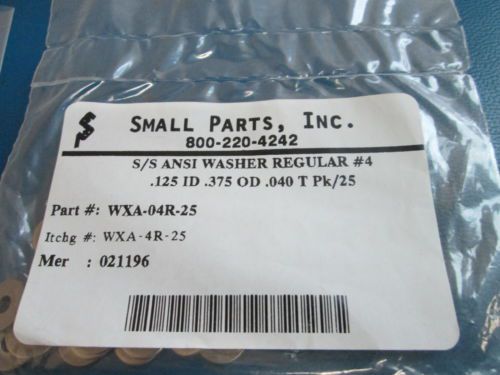 SMALL PARTS, INC.
800-220-4242
S/S ANSI WASHER REGULAR #4
.125 ID .375 OD .040 T Pk/25
Part #: WXA-04R-25
Itchg #: WXA-4R-25
Mer : 021196